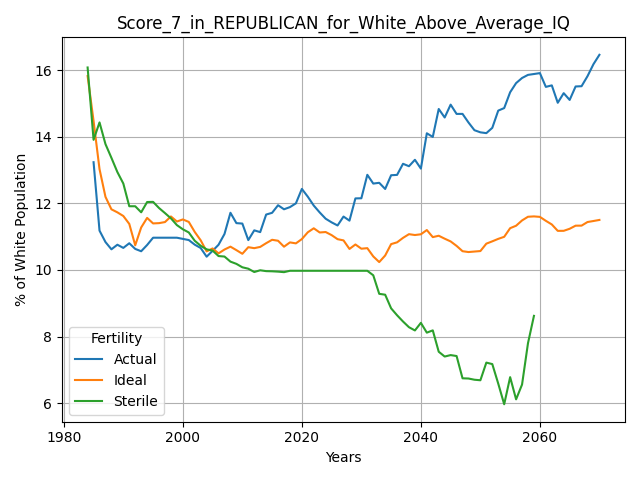 Score_7_in_REPUBLICAN_for_White_Above_Average_IQ
% of White Population
16
14
12
10
8
6
Fertility
Actual
Ideal
Sterile
1980
2000
2020
2040
2060
Years